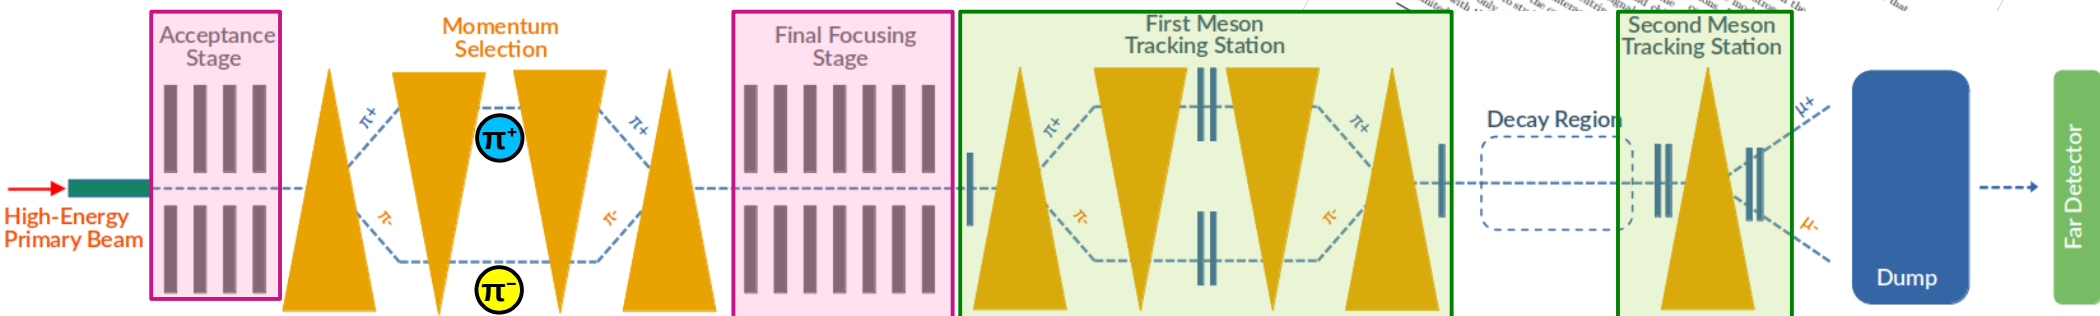 Acceptance
Stage
Momentum
Selection
Final Focusing
Stage
First Meson
Tracking Station
Second Meson
Tracking Station
High-Energy
Primary Beam
π+
π-
π+
π⁻
π+
π-
π+
π-
π+
π-
Decay Region
μ+
μ-
Dump
Far Detector
that